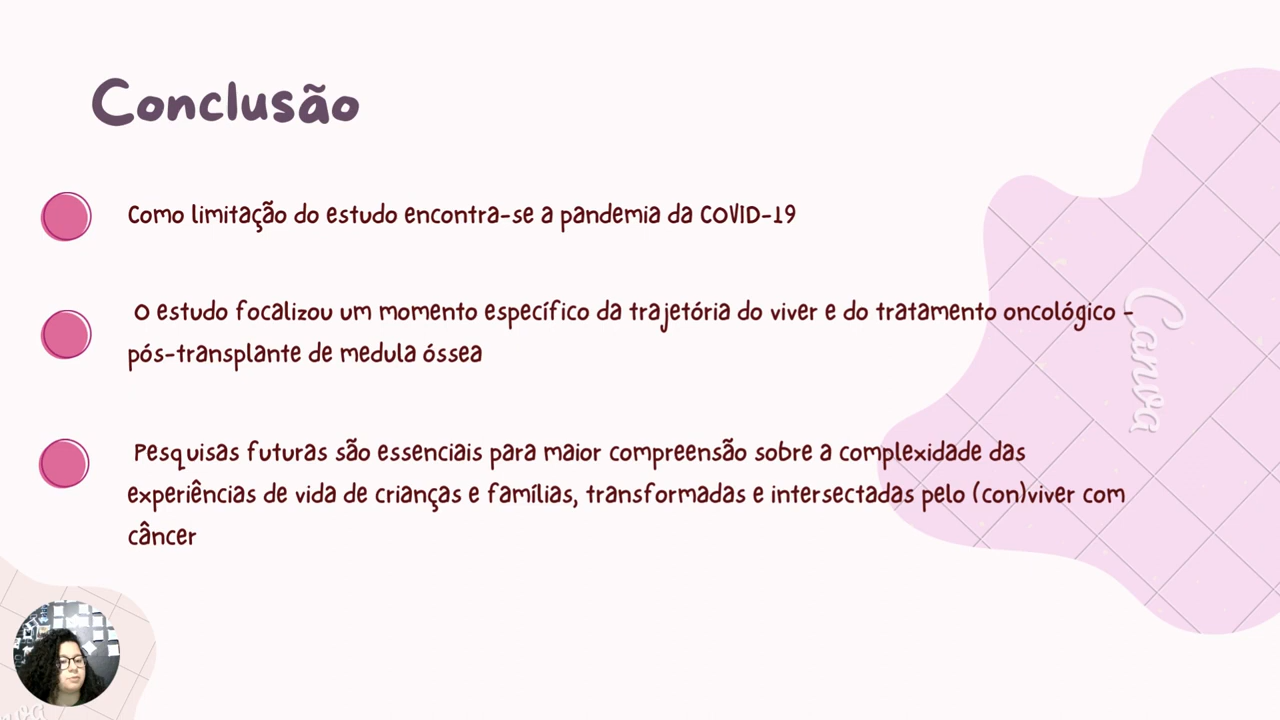 Conclusão
Como limitação do estudo encontra-se a pandemia da COVID-19
O estudo focalizou um momento específico da trajetória do viver e do tratamento oncológico -
pós-transplante de medula óssea
Pesquisas futuras são essenciais para maior compreensão sobre a complexidade das
experiências de vida de crianças e famílias, transformadas e intersectadas pelo (con)viver com
câncer
Canva